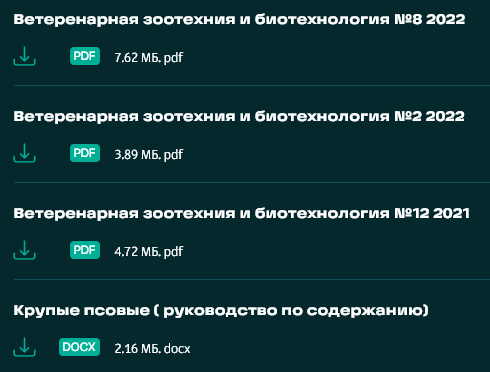 Ветеренарная зоотехния и биотехнология №8 2022
PDF 7.62 МБ. pdf
Ветеренарная зоотехния и биотехнология №2 2022
PDF 3.89 МБ. pdf
Ветеренарная зоотехния и биотехнология №12 2021
PDF 4.72 МБ. pdf
Крупые псовые ( руководство по содержанию)
DOCX 2.16 МБ. docx